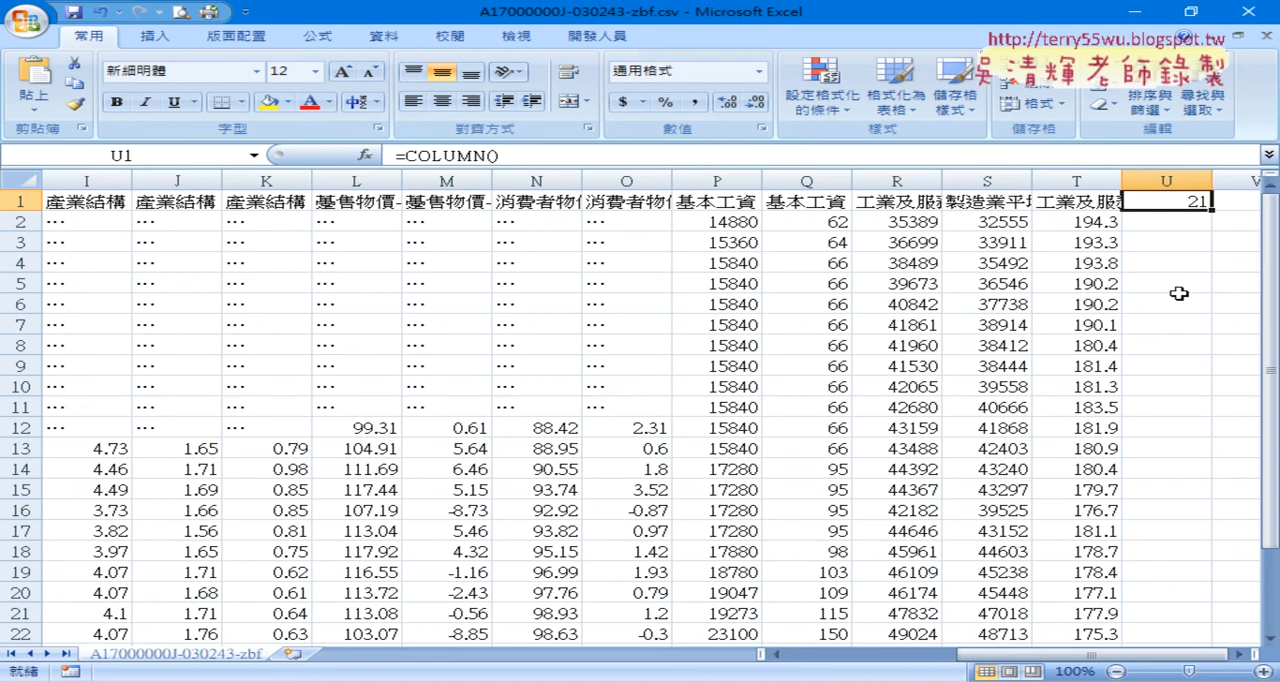 A17000000J-030243-zbf.csv - Microsoft Excel
常用 插入 版面配置 公式 資料 校閱 檢視 開發人員
http://terry55wu.blogspot.tw
吳清輝老師錄製
新細明體 12 通用格式
貼上 設定格式化的條件 格式化為表格 儲存格樣式 格式 排序與篩選 尋找與選取
剪貼簿 字型 對齊方式 數值 樣式 儲存格 編輯
U1 fx =COLUMN()
I J K L M N O P Q R S T U V
1 產業結構 產業結構 產業結構 躉售物價- 躉售物價- 消費者物 消費者物 基本工資 基本工資 工業及服 製造業平 工業及服 21
2 ... ... ... ... ... ... ... 14880 62 35389 32555 194.3
3 ... ... ... ... ... ... ... 15360 64 36699 33911 193.3
4 ... ... ... ... ... ... ... 15840 66 38489 35492 193.8
5 ... ... ... ... ... ... ... 15840 66 39673 36546 190.2
6 ... ... ... ... ... ... ... 15840 66 40842 37738 190.2
7 ... ... ... ... ... ... ... 15840 66 41861 38914 190.1
8 ... ... ... ... ... ... ... 15840 66 41960 38412 180.4
9 ... ... ... ... ... ... ... 15840 66 41530 38444 181.4
10 ... ... ... ... ... ... ... 15840 66 42065 39558 181.3
11 ... ... ... ... ... ... ... 15840 66 42680 40666 183.5
12 ... ... ... 99.31 0.61 88.42 2.31 15840 66 43159 41868 181.9
13 4.73 1.65 0.79 104.91 5.64 88.95 0.6 15840 66 43488 42403 180.9
14 4.46 1.71 0.98 111.69 6.46 90.55 1.8 17280 95 44392 43240 180.4
15 4.49 1.69 0.85 117.44 5.15 93.74 3.52 17280 95 44367 43297 179.7
16 3.73 1.66 0.85 107.19 -8.73 92.92 -0.87 17280 95 42182 39525 176.7
17 3.82 1.56 0.81 113.04 5.46 93.82 0.97 17280 95 44646 43152 181.1
18 3.97 1.65 0.75 117.92 4.32 95.15 1.42 17880 98 45961 44603 178.7
19 4.07 1.71 0.62 116.55 -1.16 96.99 1.93 18780 103 46109 45238 178.4
20 4.07 1.68 0.61 113.72 -2.43 97.76 0.79 19047 109 46174 45448 177.1
21 4.1 1.71 0.64 113.08 -0.56 98.93 1.2 19273 115 47832 47018 177.9
22 4.07 1.76 0.63 103.07 -8.85 98.63 -0.3 23100 150 49024 48713 175.3
A17000000J-030243-zbf
就緒 100%